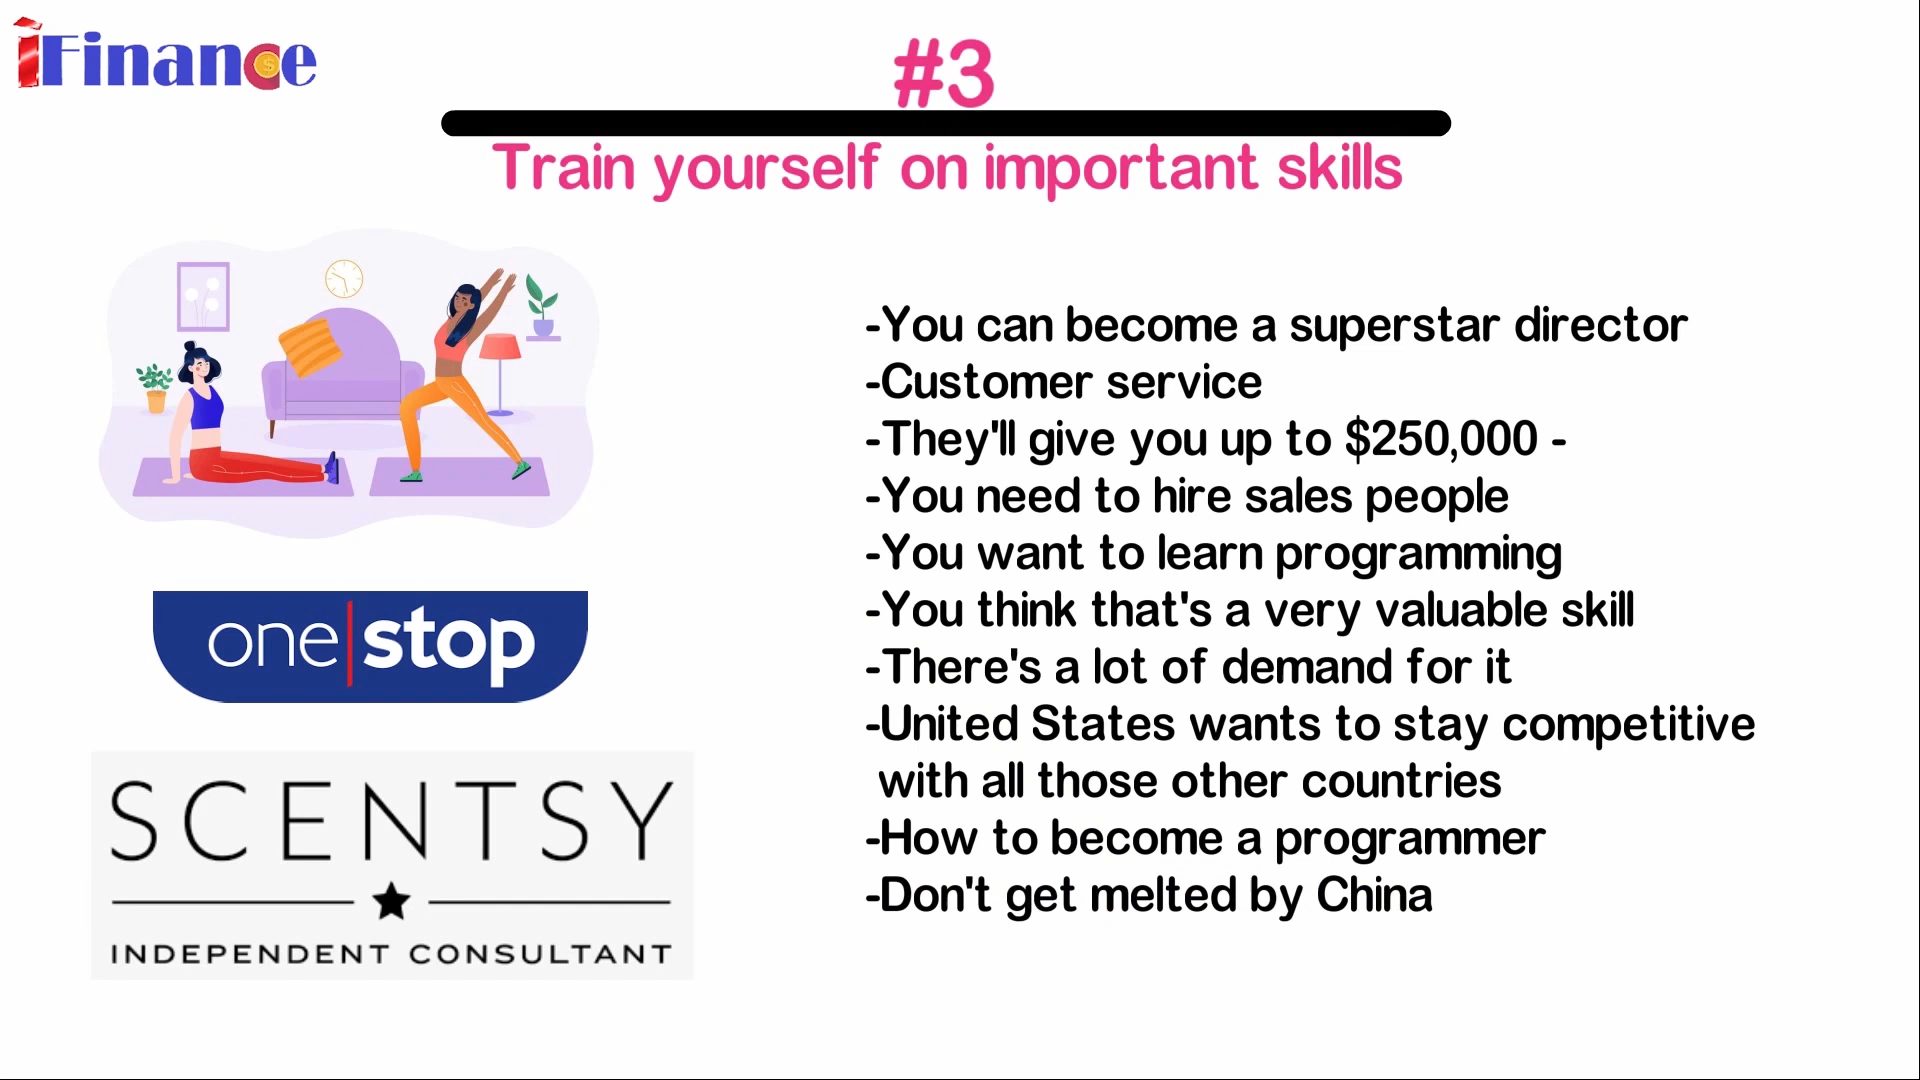 iFinance
#3
Train yourself on important skills
-You can become a superstar director
-Customer service
-They'll give you up to $250,000 -
-You need to hire sales people
-You want to learn programming
-You think that's a very valuable skill
-There's a lot of demand for it
-United States wants to stay competitive
with all those other countries
-How to become a programmer
-Don't get melted by China
one|stop
SCENTSY
INDEPENDENT CONSULTANT